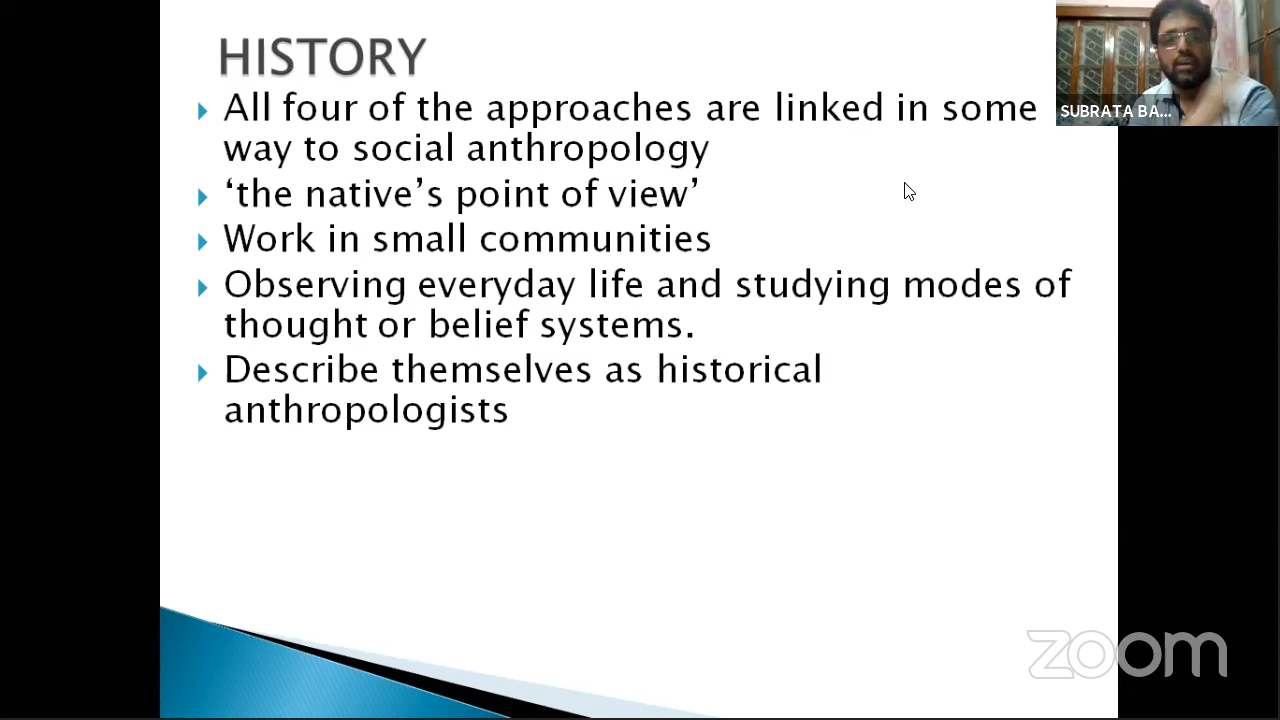 HISTORY
All four of the approaches are linked in some
way to social anthropology
‘the native’s point of view’
Work in small communities
Observing everyday life and studying modes of
thought or belief systems.
Describe themselves as historical
anthropologists
SUBRATA BA...
zoom